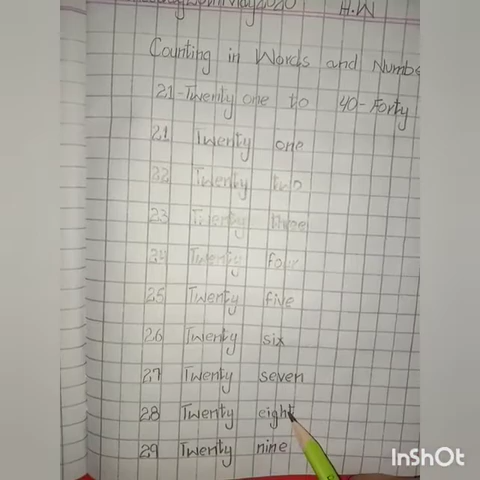 May 2020 H.W
Counting in Words and Numbe
21-Twenty one to 40-Forty
21 Twenty one
22 Twenty two
23 Twenty three
24 Twenty four
25 Twenty five
26 Twenty six
27 Twenty seven
28 Twenty eight
29 Twenty nine
InShOt